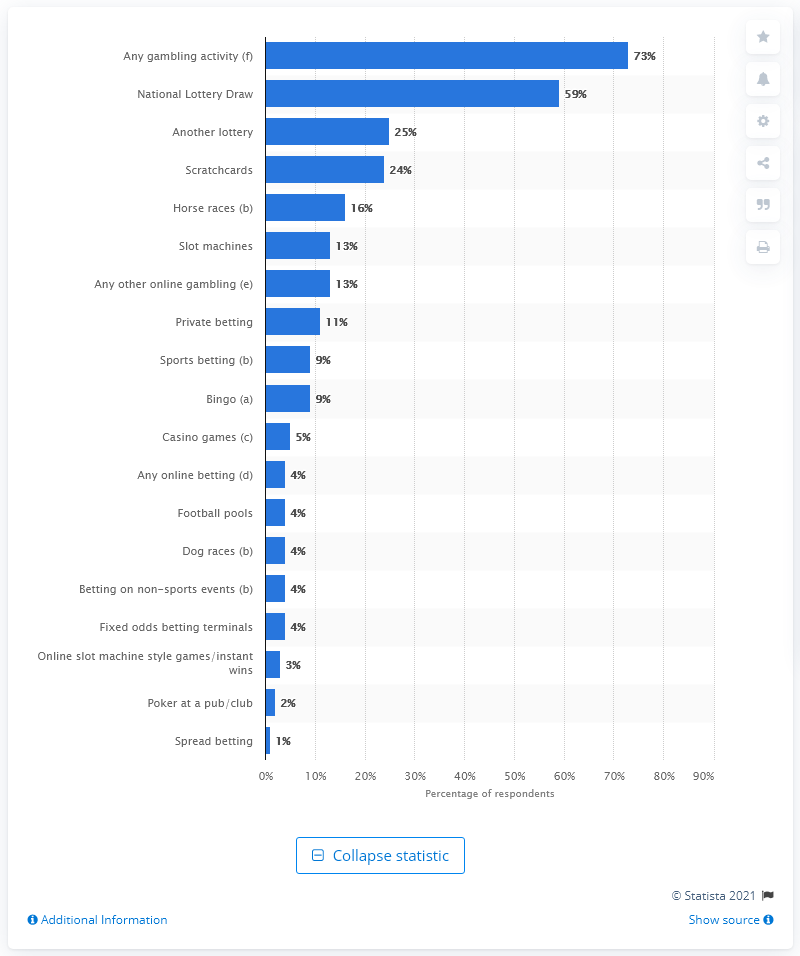 Any gambling activity (f) 73%
National Lottery Draw 59%
Another lottery 25%
Scratchcards 24%
Horse races (b) 16%
Slot machines 13%
Any other online gambling (e) 13%
Private betting 11%
Sports betting (b) 9%
Bingo (a) 9%
Casino games (c) 5%
Any online betting (d) 4%
Football pools 4%
Dog races (b) 4%
Betting on non-sports events (b) 4%
Fixed odds betting terminals 4%
Online slot machine style games/instant
wins 3%
Poker at a pub/club 2%
Spread betting 1%
0% 10% 20% 30% 40% 50% 60% 70% 80% 90%
Percentage of respondents
Collapse statistic
© Statista 2021
Additional Information Show source